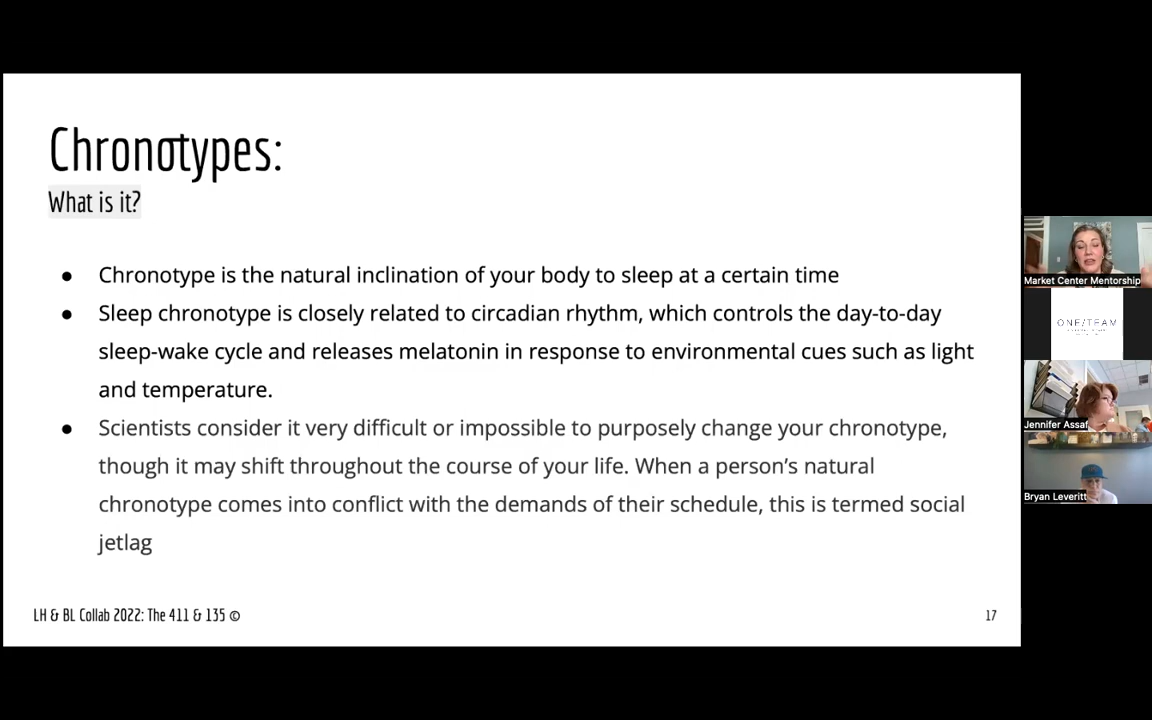 Chronotypes:
What is it?
● Chronotype is the natural inclination of your body to sleep at a certain time
● Sleep chronotype is closely related to circadian rhythm, which controls the day-to-day
sleep-wake cycle and releases melatonin in response to environmental cues such as light
and temperature.
● Scientists consider it very difficult or impossible to purposely change your chronotype,
though it may shift throughout the course of your life. When a person’s natural
chronotype comes into conflict with the demands of their schedule, this is termed social
jetlag
LH & BL Collab 2022: The 411 & 135 ©
17
Market Center Mentorship
ONE/TEAM
Jennifer Assaf
Bryan Leveritt